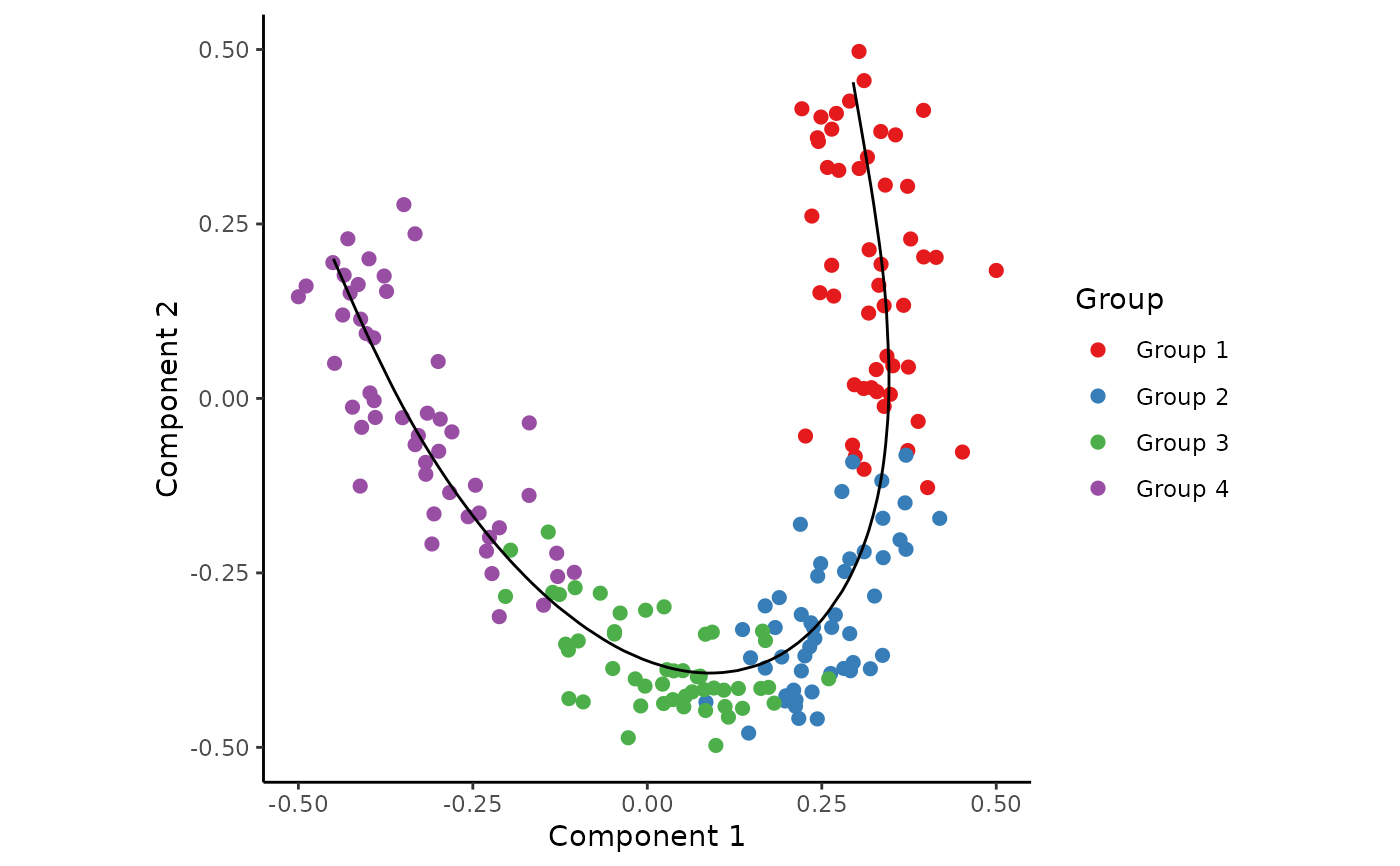 0.50
0.25
0.00
-0.25
-0.50
Component 2
-0.50 -0.25 0.00 0.25 0.50
Component 1
Group
Group 1
Group 2
Group 3
Group 4